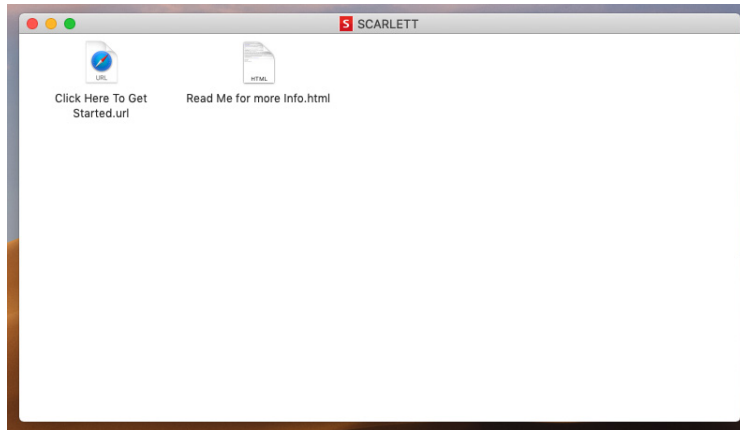 S SCARLETT
URL
HTML
Click Here To Get
Started.url
Read Me for more Info.html